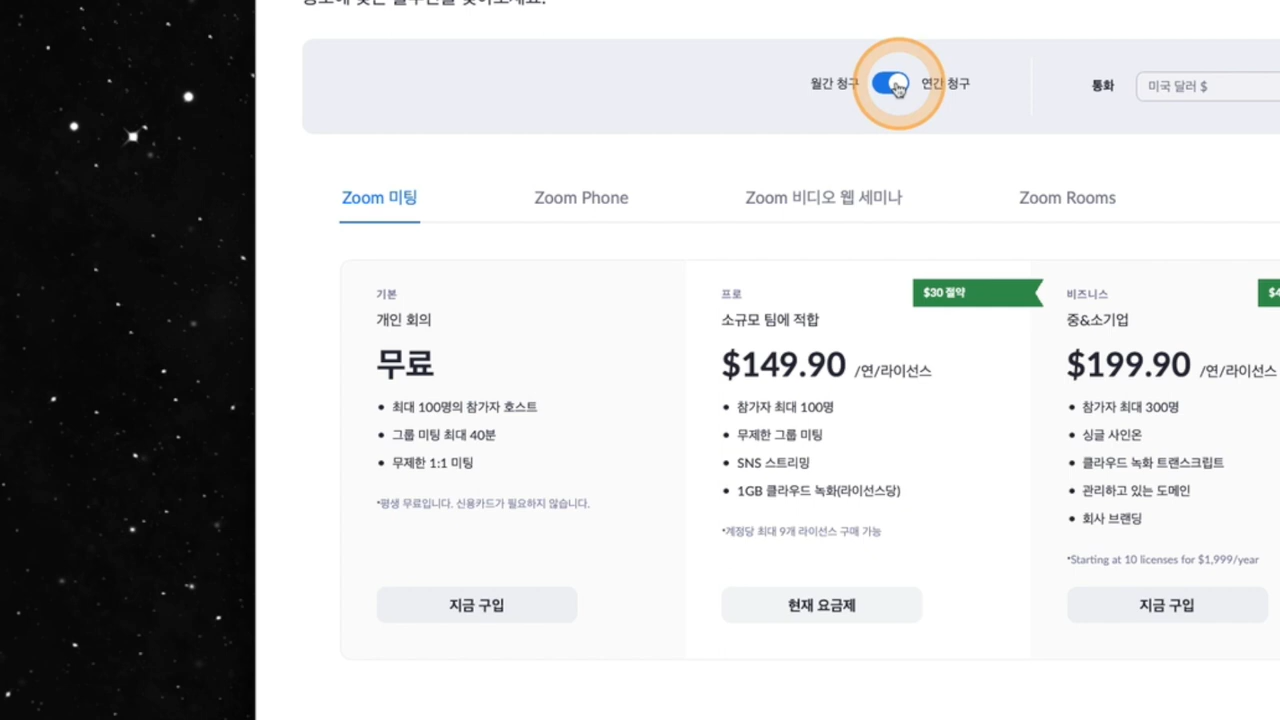 월간 청구
연간 청구
통화
미국 달러 $
Zoom 미팅
Zoom Phone
Zoom 비디오 웹 세미나
Zoom Rooms
기본
개인 회의
무료
• 최대 100명의 참가자 호스트
• 그룹 미팅 최대 40분
• 무제한 1:1 미팅
*평생 무료입니다. 신용카드가 필요하지 않습니다.
지금 구입
$30 절약
프로
소규모 팀에 적합
$149.90 /연/라이선스
• 참가자 최대 100명
• 무제한 그룹 미팅
• SNS 스트리밍
• 1GB 클라우드 녹화(라이선스당)
*계정당 최대 9개 라이선스 구매 가능
현재 요금제
비즈니스
중&소기업
$199.90 /연/라이선스
• 참가자 최대 300명
• 싱글 사인온
• 클라우드 녹화 트랜스크립트
• 관리하고 있는 도메인
• 회사 브랜딩
*Starting at 10 licenses for $1,999/year
지금 구입